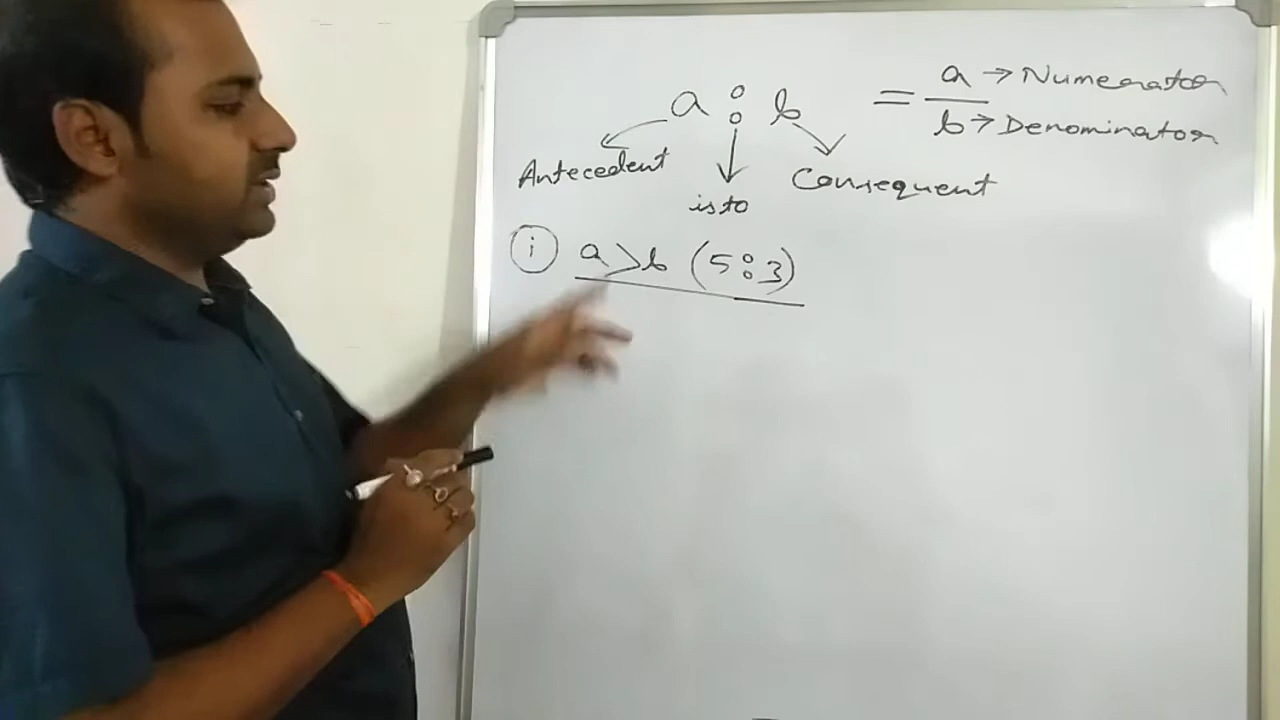 a : b = a → Numerator
b → Denominator
Antecedent is to Consequent
(i) a > b (5 : 3)